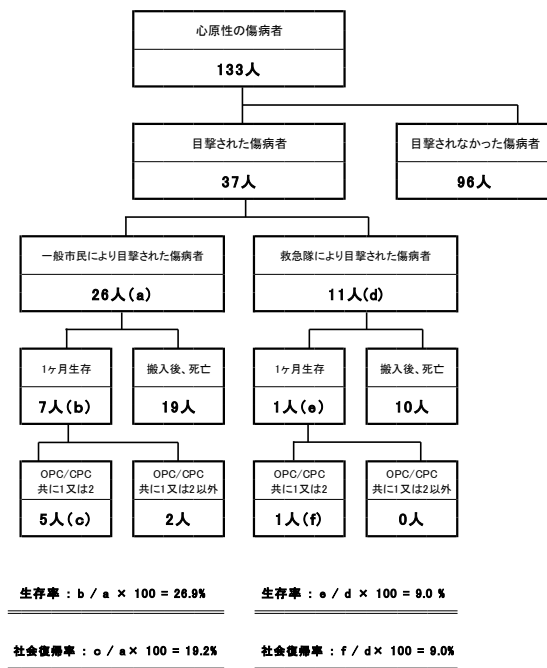 心原性の傷病者
133人
目撃された傷病者
37人
目撃されなかった傷病者
96人
一般市民により目撃された傷病者
26人(a)
救急隊により目撃された傷病者
11人(d)
1ヶ月生存
7人(b)
搬入後、死亡
19人
1ヶ月生存
1人(e)
搬入後、死亡
10人
OPC/CPC
共に1又は2
5人(c)
OPC/CPC
共に1又は2以外
2人
OPC/CPC
共に1又は2
1人(f)
OPC/CPC
共に1又は2以外
0人
生存率 : b / a × 100 = 26.9%
生存率 : e / d × 100 = 9.0 %
社会復帰率 : c / a × 100 = 19.2%
社会復帰率 : f / d× 100 = 9.0%